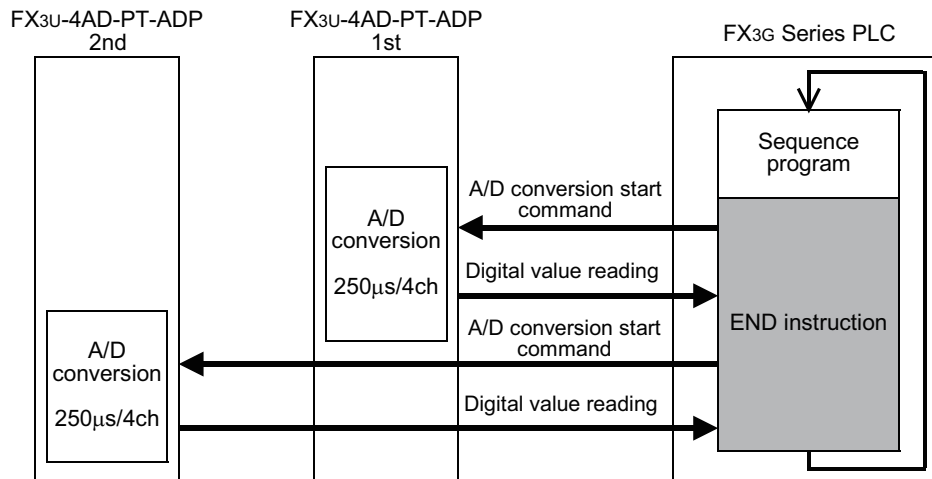 FX3U-4AD-PT-ADP
2nd
FX3U-4AD-PT-ADP
1st
FX3G Series PLC
Sequence
program
A/D conversion start
command
A/D
conversion
250μs/4ch
Digital value reading
END instruction
A/D conversion start
command
A/D
conversion
250μs/4ch
Digital value reading